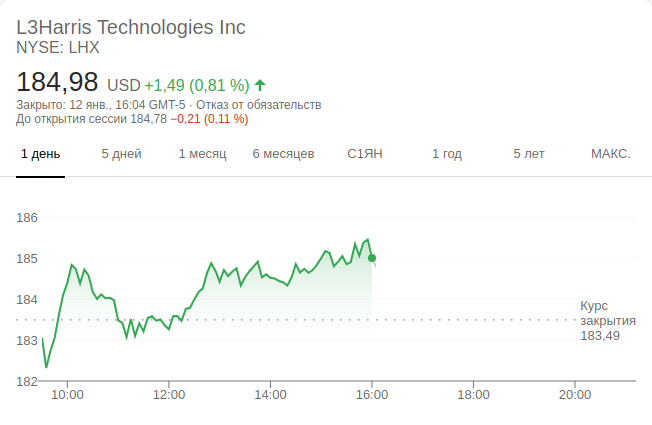 L3Harris Technologies Inc
NYSE: LHX
184,98 USD +1,49 (0,81 %)
Закрыто: 12 янв., 16:04 GMT-5 · Отказ от обязательств
До открытия сессии 184,78 −0,21 (0,11 %)
1 день 5 дней 1 месяц 6 месяцев С1ЯН 1 год 5 лет МАКС.
186
185
184
Курс
закрытия
183,49
183
182
10:00 12:00 14:00 16:00 18:00 20:00